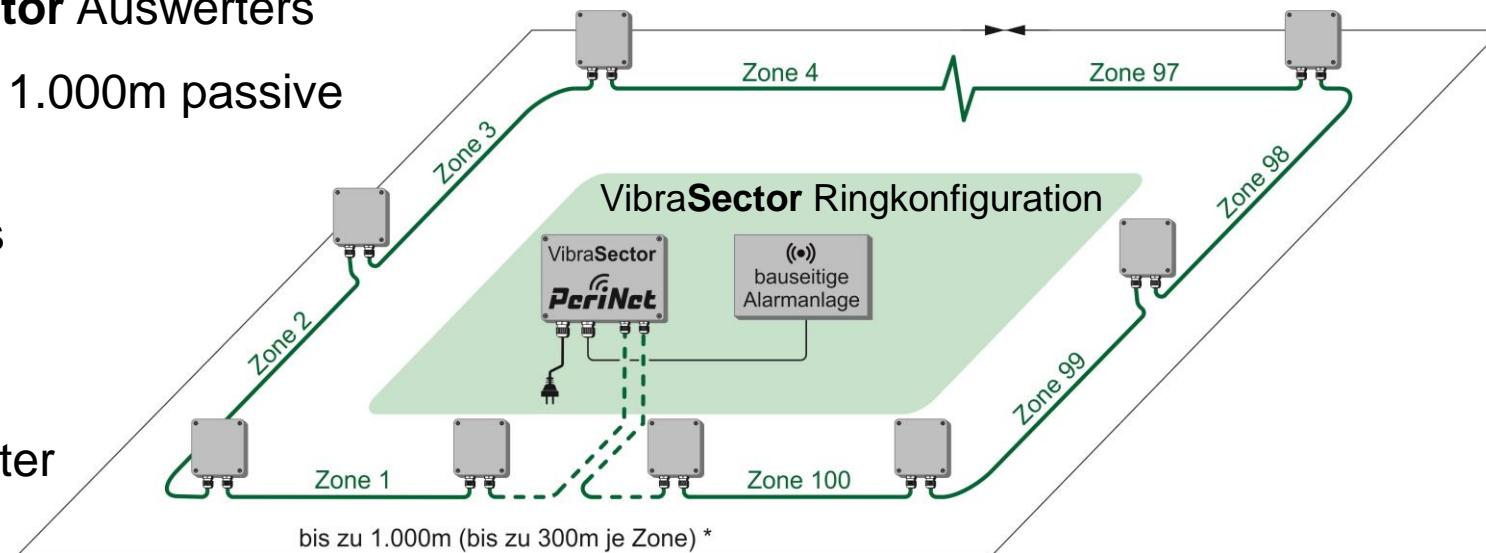 tor Auswerters
1.000m passive
s
ter
Zone 4
Zone 97
Zone 3
Zone 98
VibraSector Ringkonfiguration
VibraSector
PeriNet
bauseitige
Alarmanlage
Zone 2
Zone 99
Zone 1
Zone 100
bis zu 1.000m (bis zu 300m je Zone) *